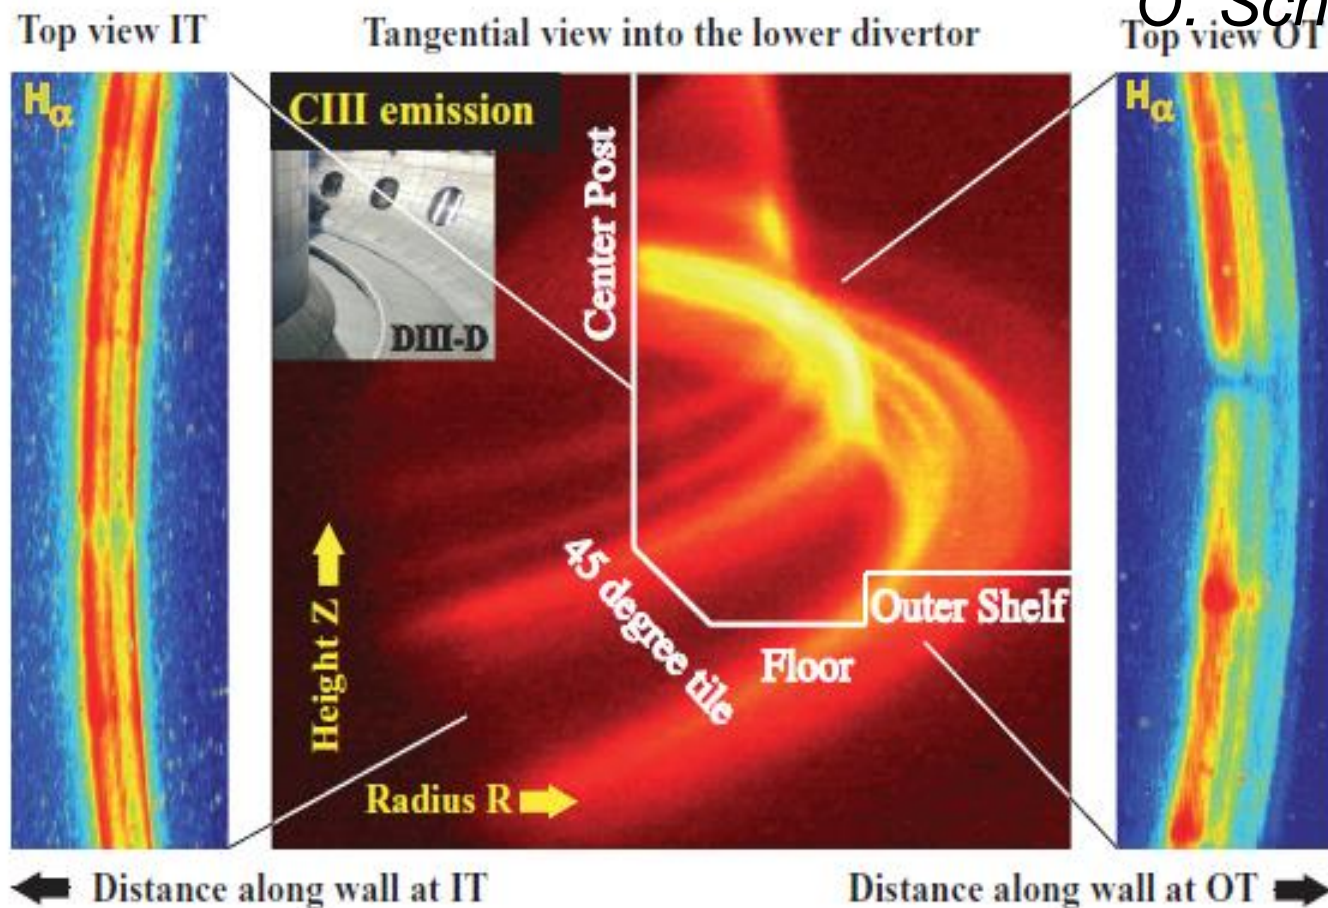 O. Sch
Top view IT
Tangential view into the lower divertor
Top view OT
Hα
CIII emission
Hα
Center Post
DIII-D
Height Z
45 degree tile
Outer Shelf
Floor
Radius R
Distance along wall at IT
Distance along wall at OT